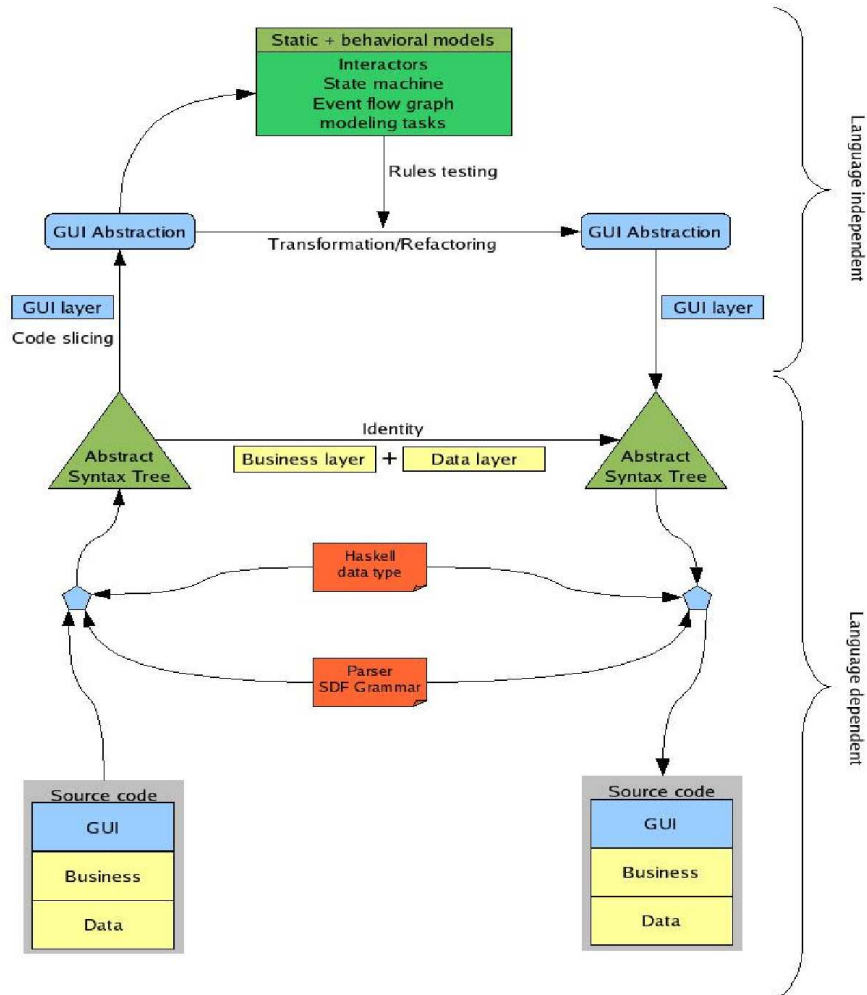 Static + behavioral models
Interactors
State machine
Event flow graph
modeling tasks
Rules testing
GUI Abstraction
Transformation/Refactoring
GUI Abstraction
GUI layer
Code slicing
GUI layer
Language independent
Identity
Business layer + Data layer
Abstract
Syntax Tree
Abstract
Syntax Tree
Haskell
data type
Parser
SDF Grammar
Language dependent
Source code
GUI
Business
Data
Source code
GUI
Business
Data